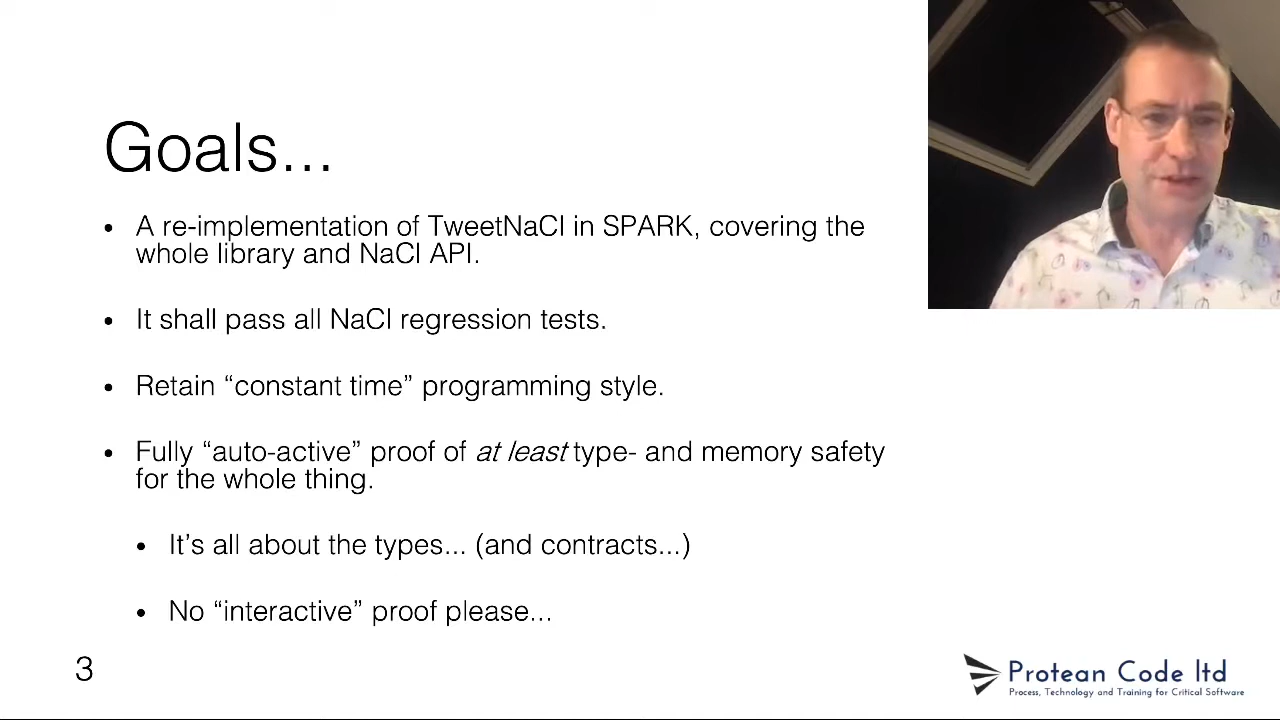 Goals...
• A re-implementation of TweetNaCl in SPARK, covering the
whole library and NaCl API.
• It shall pass all NaCl regression tests.
• Retain “constant time” programming style.
• Fully “auto-active” proof of at least type- and memory safety
for the whole thing.
• It’s all about the types... (and contracts...)
• No “interactive” proof please...
3
Protean Code ltd
Process, Technology and Training for Critical Software